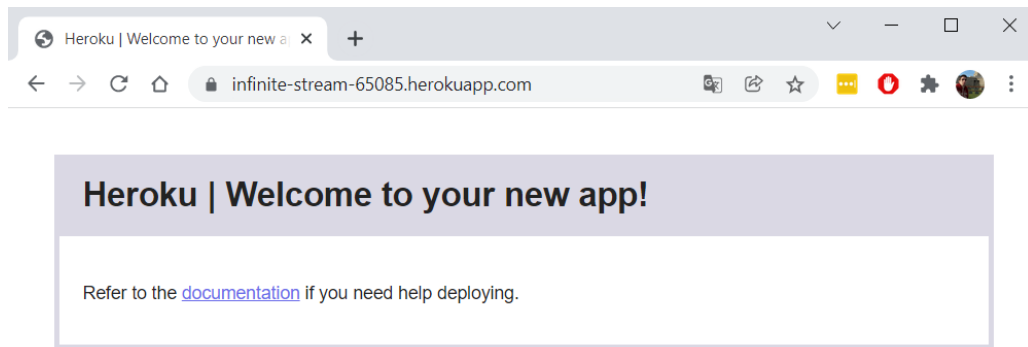 Heroku | Welcome to your new a
infinite-stream-65085.herokuapp.com
Heroku | Welcome to your new app!
Refer to the documentation if you need help deploying.